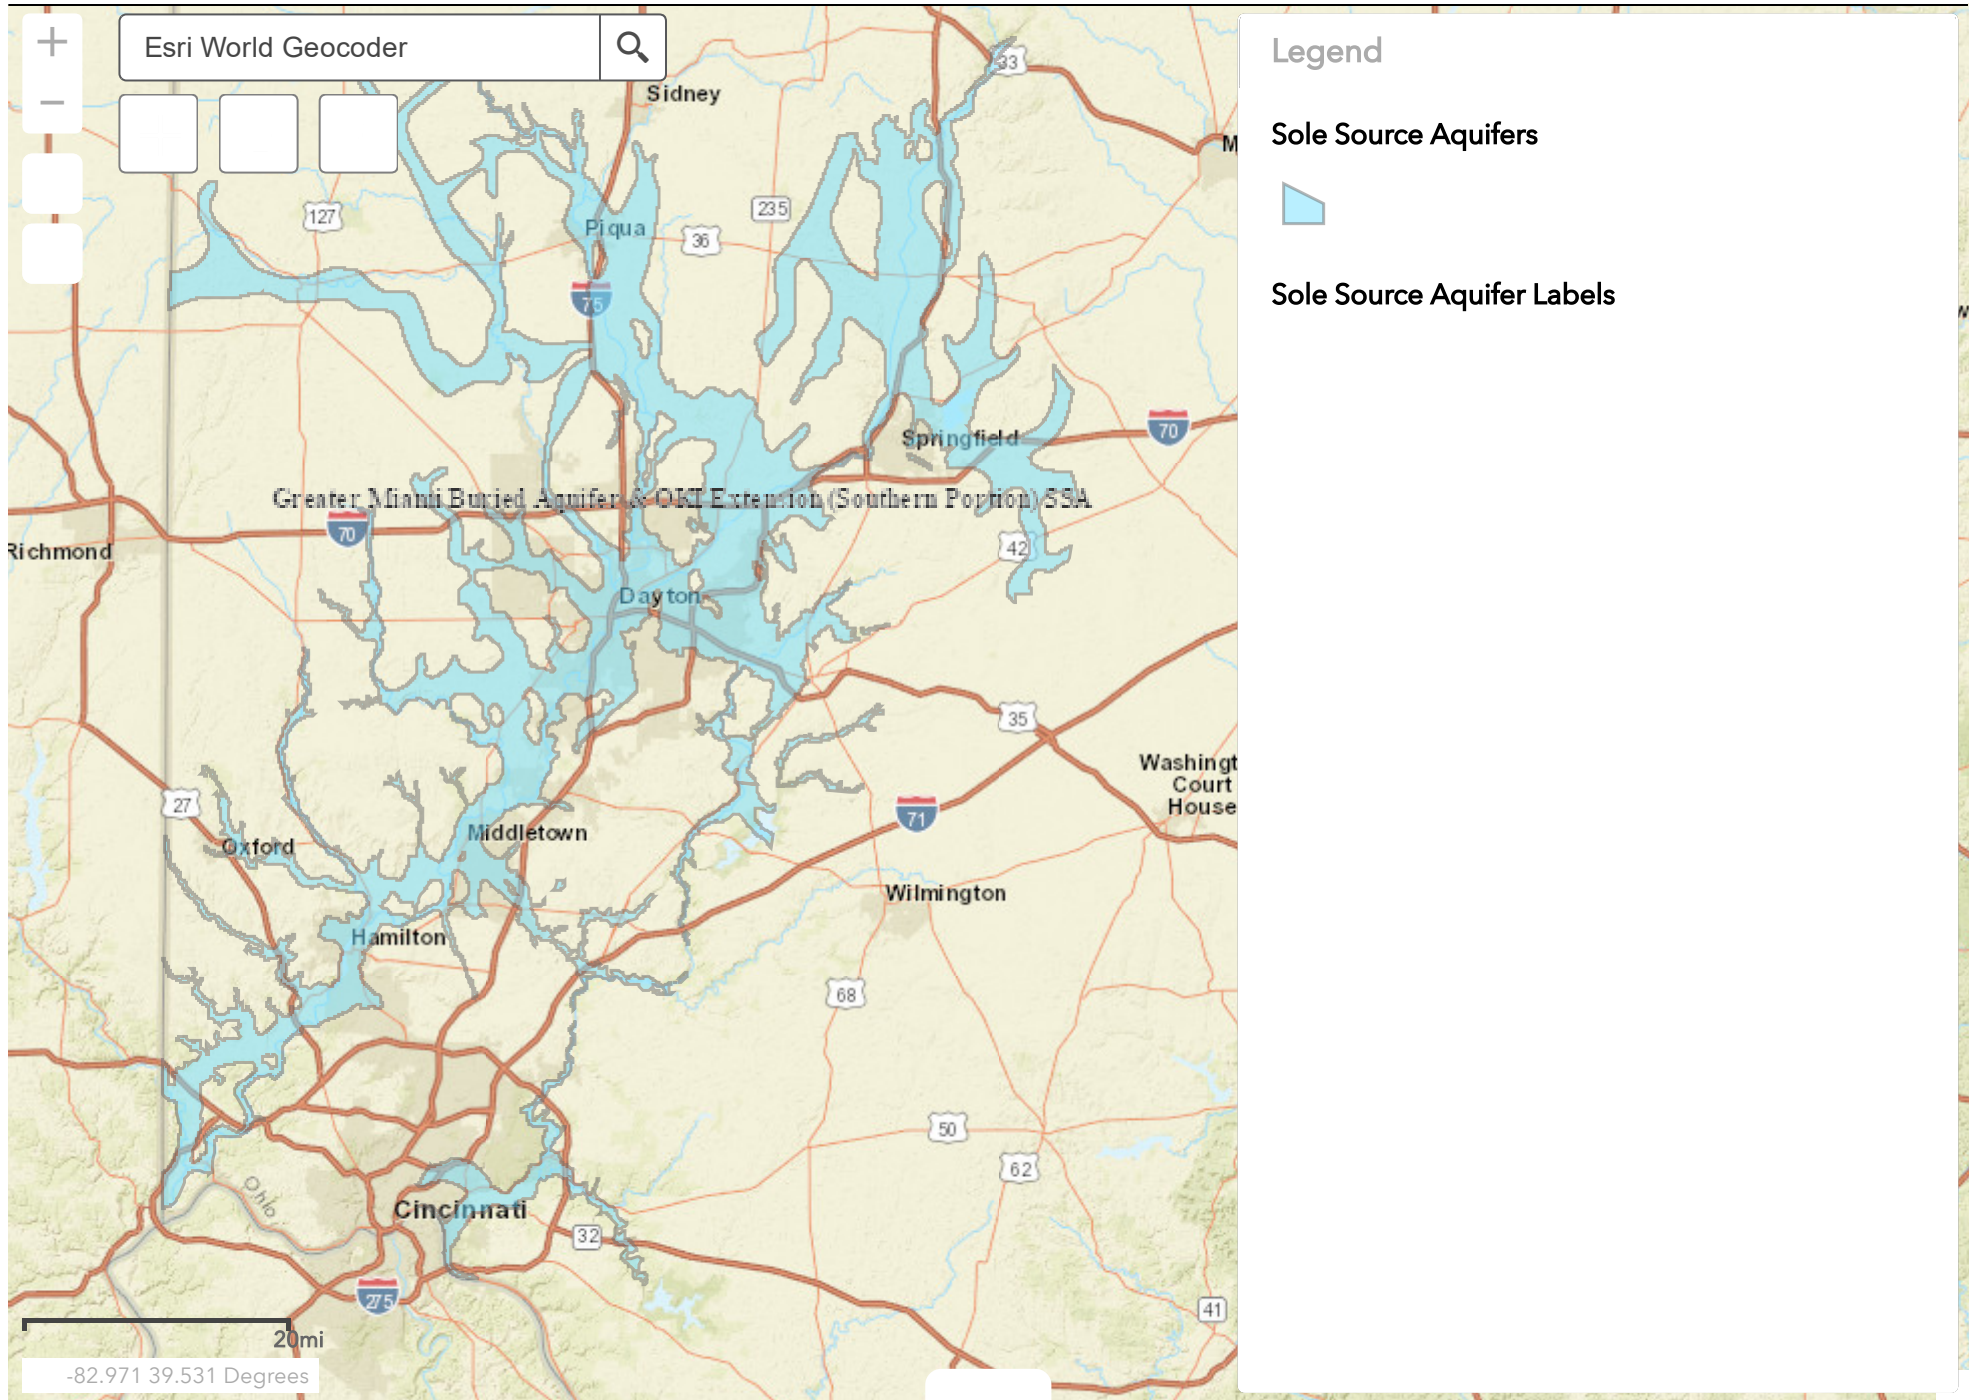 Esri World Geocoder
Legend
Sole Source Aquifers
Sole Source Aquifer Labels
Sidney
33
M
127
Piqua
235
36
75
Springfield
70
Greater Miami Buried Aquifer & OKI Extension (Southern Portion) SSA
70
Richmond
42
Dayton
35
Washingt
Court
House
27
71
Middletown
Oxford
Wilmington
Hamilton
68
50
62
Ohio
Cincinnati
32
275
41
20mi
-82.971 39.531 Degrees